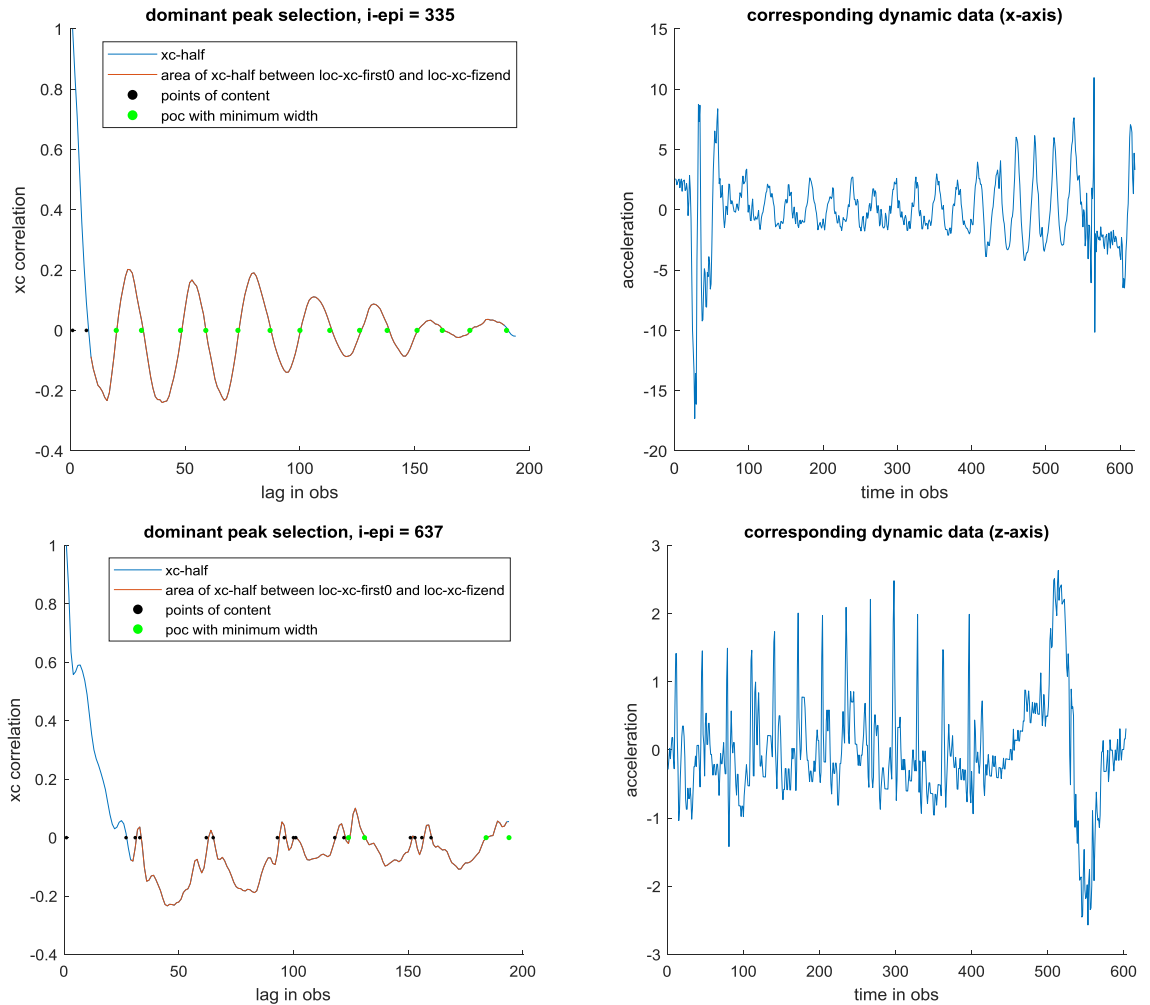 dominant peak selection, i-epi = 335
xc-half
area of xc-half between loc-xc-first0 and loc-xc-fizend
points of content
poc with minimum width
1
0.8
0.6
0.4
0.2
0
-0.2
-0.4
xc correlation
0 50 100 150 200
lag in obs
corresponding dynamic data (x-axis)
15
10
5
0
-5
-10
-15
-20
acceleration
0 100 200 300 400 500 600
time in obs
dominant peak selection, i-epi = 637
xc-half
area of xc-half between loc-xc-first0 and loc-xc-fizend
points of content
poc with minimum width
1
0.8
0.6
0.4
0.2
0
-0.2
-0.4
xc correlation
0 50 100 150 200
lag in obs
corresponding dynamic data (z-axis)
3
2
1
0
-1
-2
-3
acceleration
0 100 200 300 400 500 600
time in obs